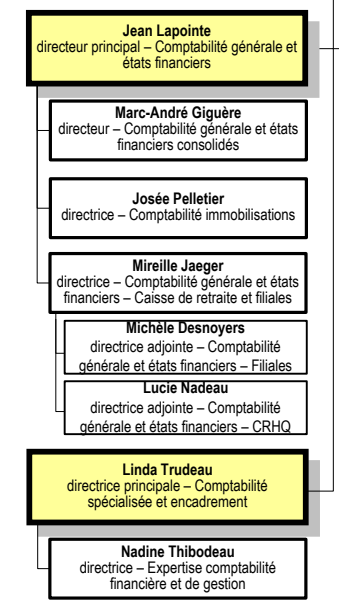 Jean Lapointe
directeur principal – Comptabilité générale et
états financiers
Marc-André Giguère
directeur – Comptabilité générale et états
financiers consolidés
Josée Pelletier
directrice – Comptabilité immobilisations
Mireille Jaeger
directrice – Comptabilité générale et états
financiers – Caisse de retraite et filiales
Michèle Desnoyers
directrice adjointe – Comptabilité
générale et états financiers – Filiales
Lucie Nadeau
directrice adjointe – Comptabilité
générale et états financiers – CRHQ
Linda Trudeau
directrice principale – Comptabilité
spécialisée et encadrement
Nadine Thibodeau
directrice – Expertise comptabilité
financière et de gestion